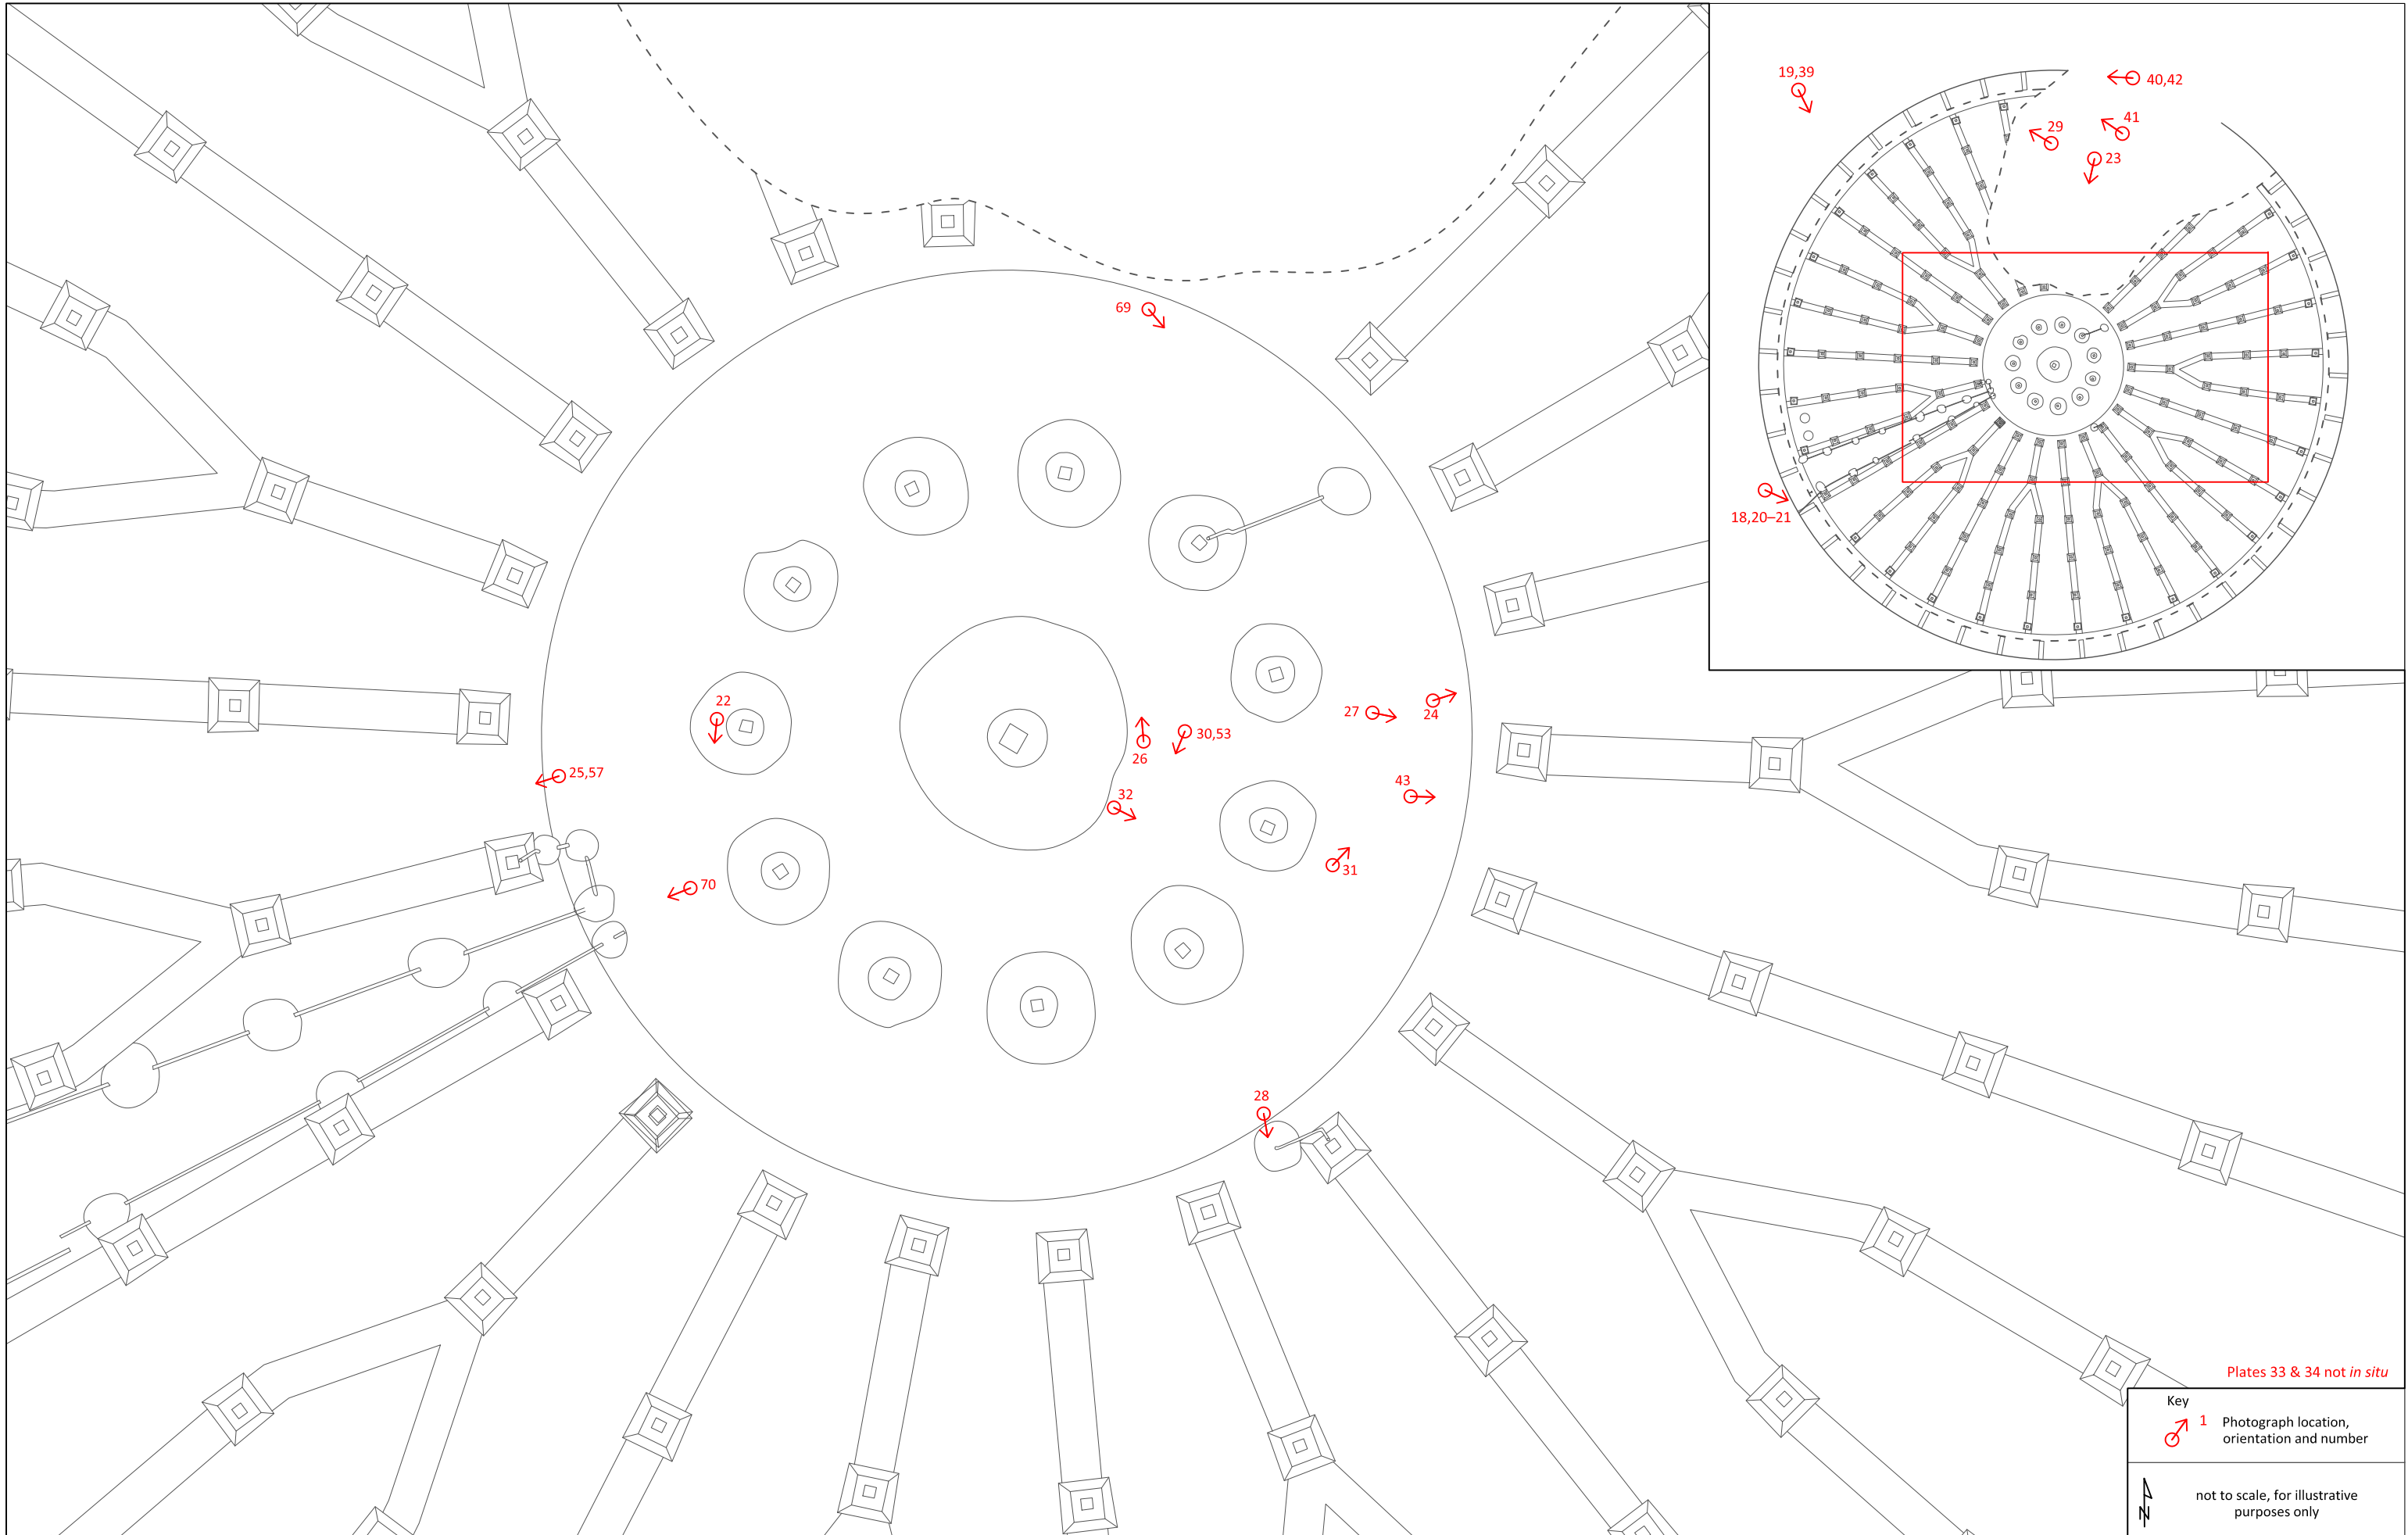 19,39
40,42
41
29
23
18,20–21
69
22
27
24
30,53
26
25,57
43
32
31
70
28
Plates 33 & 34 not in situ
Key
1
Photograph location,
orientation and number
N
not to scale, for illustrative
purposes only